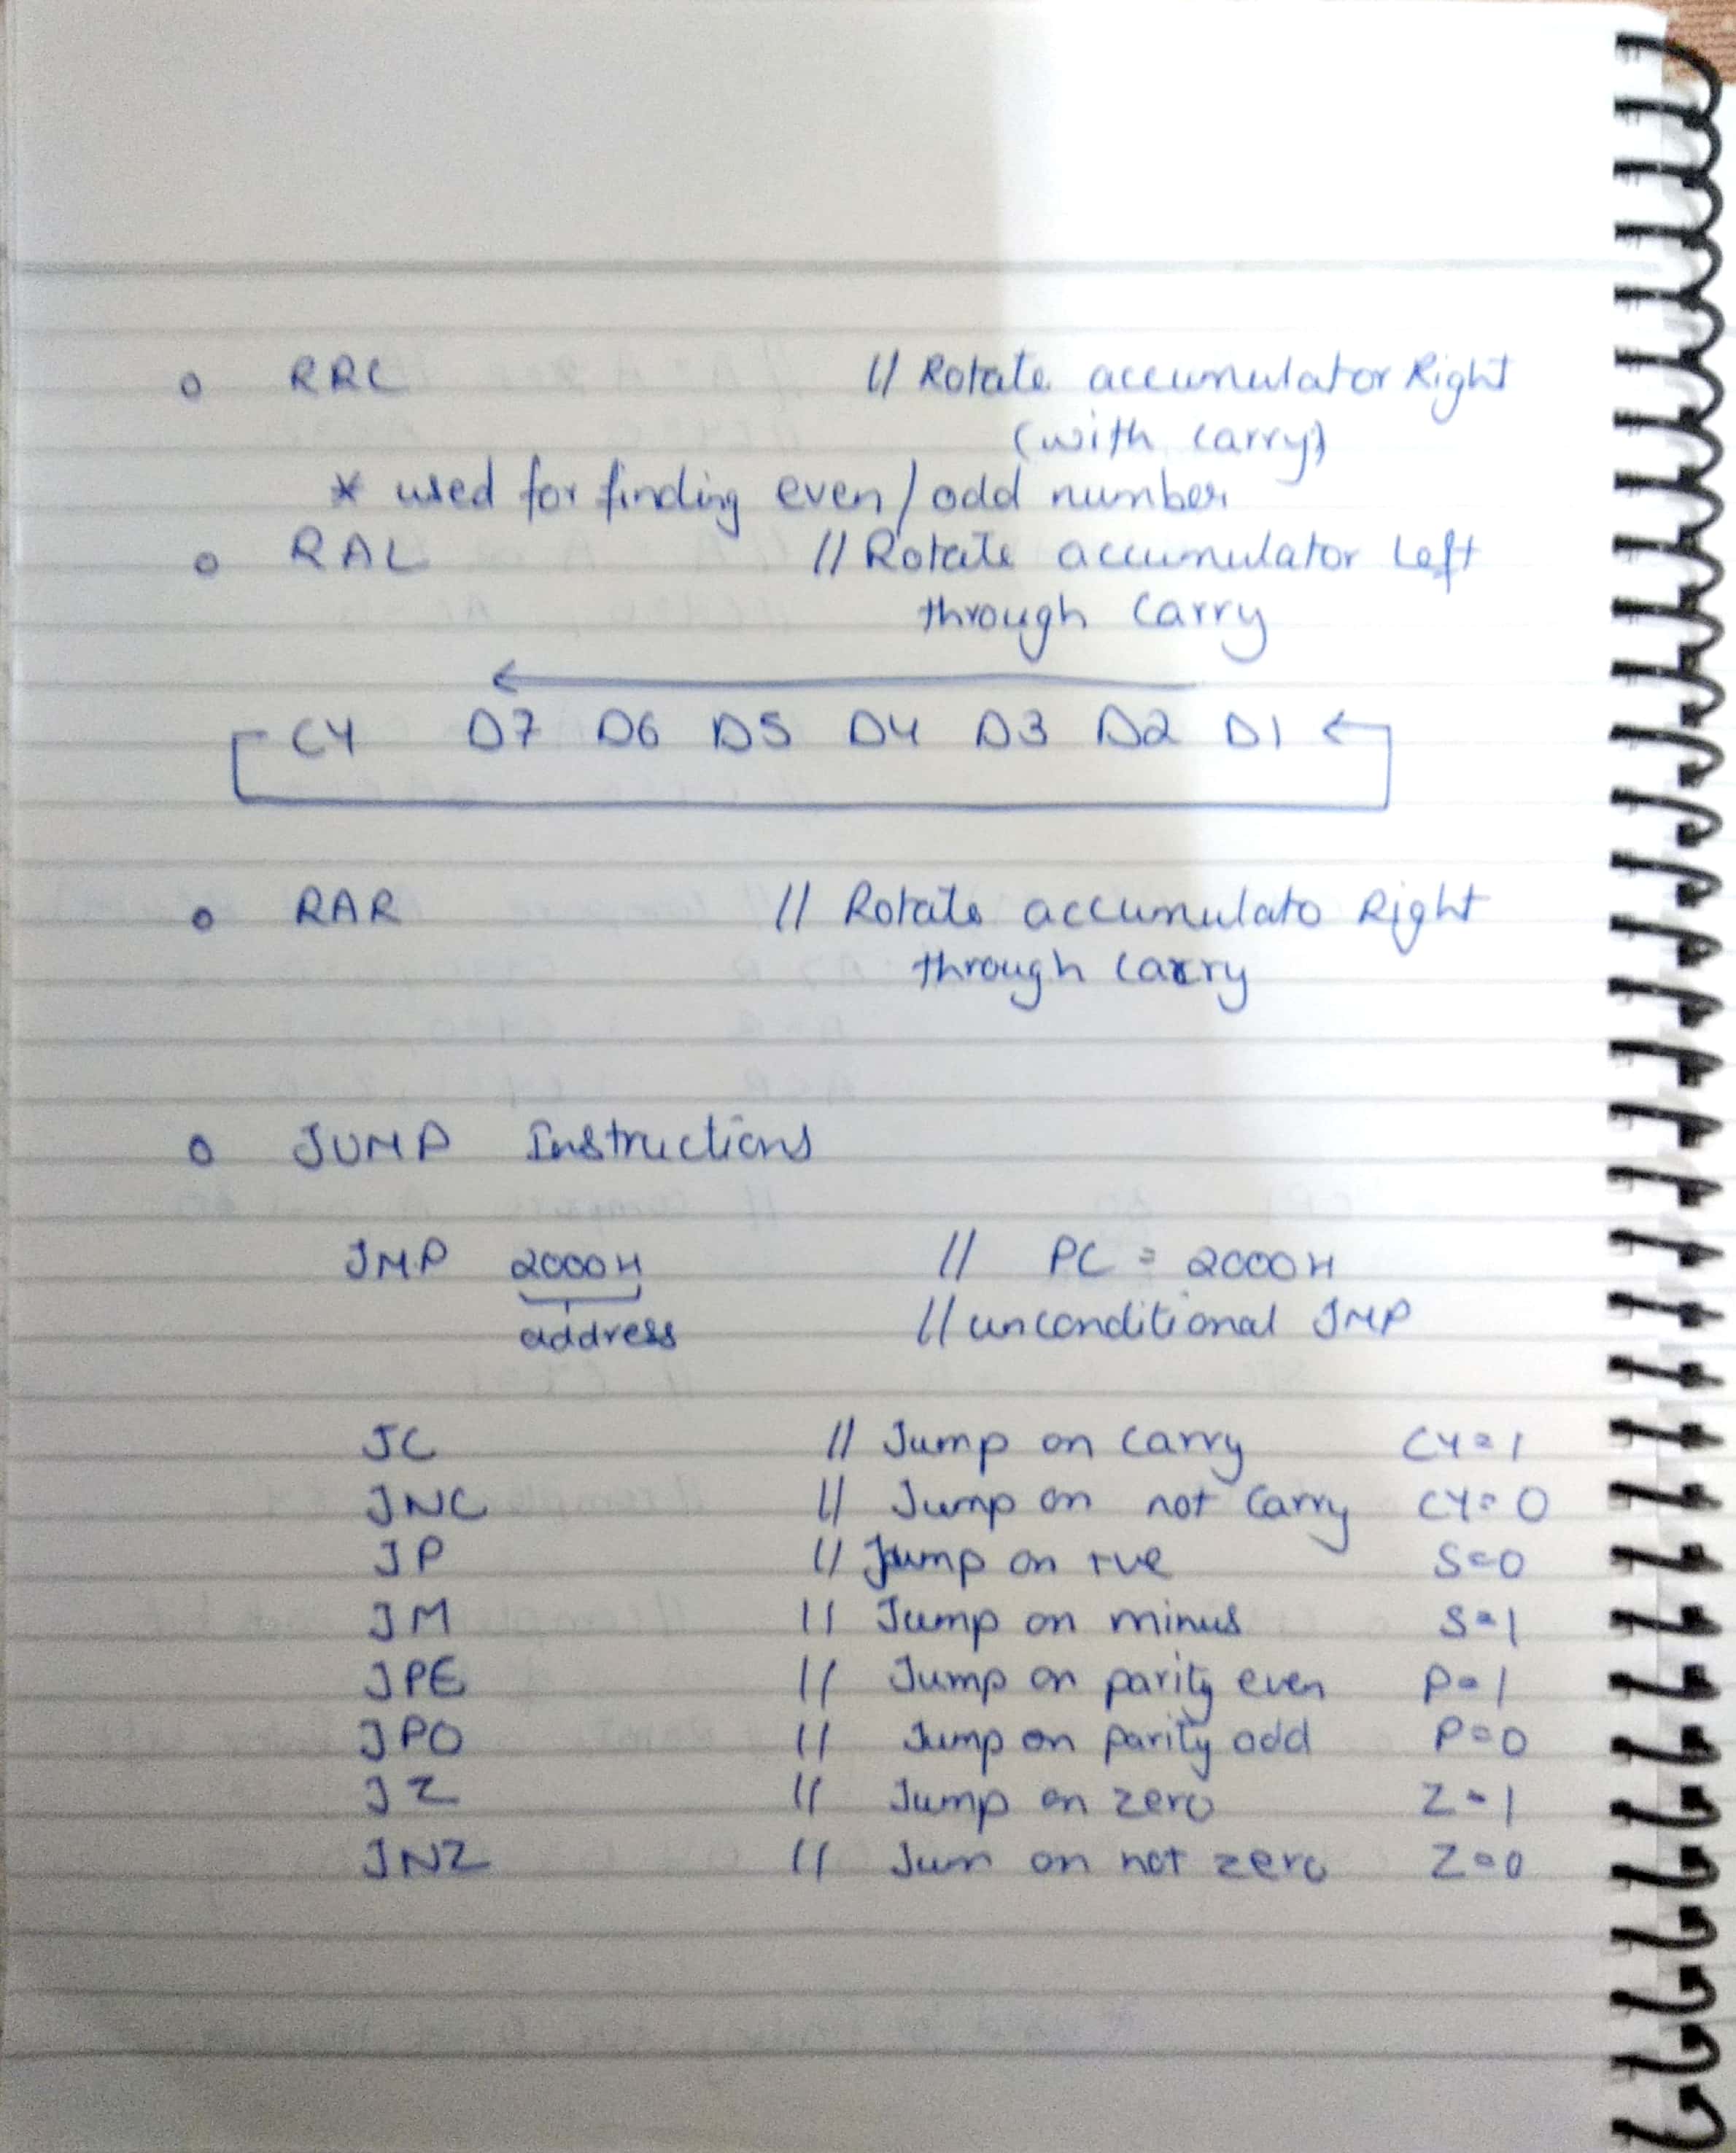 o RRC // Rotate accumulator Right
(with carry)
* used for finding even/odd number
o RAL // Rotate accumulator Left
through Carry
CY D7 D6 D5 D4 D3 D2 D1
o RAR // Rotate accumulato Right
through carry
o JUMP Instructions
JMP 2000H // PC = 2000H
address // unconditional JMP
JC // Jump on carry CY=1
JNC // Jump on not carry CY=0
JP // Jump on +ve S=0
JM // Jump on minus S=1
JPE // Jump on parity even P=1
JPO // Jump on parity odd P=0
JZ // Jump on zero Z=1
JNZ // Jum on not zero Z=0